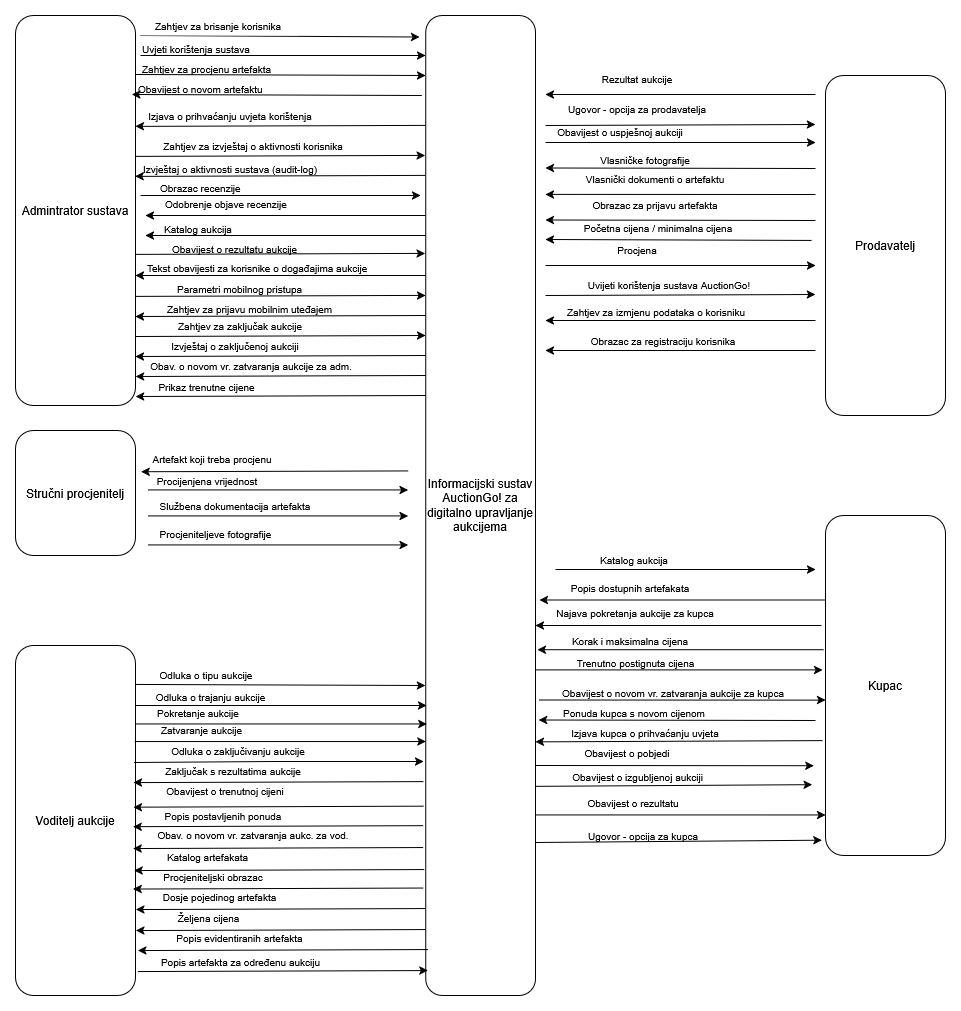 Zahtjev za brisanje korisnika
Uvjeti korištenja sustava
Zahtjev za procjenu artefakta
Obavijest o novom artefaktu
Izjava o prihvaćanju uvjeta korištenja
Zahtjev za izvještaj o aktivnosti korisnika
Izvještaj o aktivnosti sustava (audit-log)
Obrazac recenzije
Odobrenje objave recenzije
Admintrator sustava
Katalog aukcija
Obavijest o rezultatu aukcije
Tekst obavijesti za korisnike o događajima aukcije
Parametri mobilnog pristupa
Zahtjev za prijavu mobilnim uteđajem
Zahtjev za zaključak aukcije
Izvještaj o zaključenoj aukciji
Obav. o novom vr. zatvaranja aukcije za adm.
Prikaz trenutne cijene
Rezultat aukcije
Ugovor - opcija za prodavatelja
Obavijest o uspješnoj aukciji
Vlasničke fotografije
Vlasnički dokumenti o artefaktu
Obrazac za prijavu artefakta
Početna cijena / minimalna cijena
Procjena
Prodavatelj
Uvijeti korištenja sustava AuctionGo!
Zahtjev za izmjenu podataka o korisniku
Obrazac za registraciju korisnika
Artefakt koji treba procjenu
Procijenjena vrijednost
Stručni procjenitelj
Službena dokumentacija artefakta
Procjeniteljeve fotografije
Informacijski sustav
AuctionGo! za
digitalno upravljanje
aukcijema
Katalog aukcija
Popis dostupnih artefakata
Najava pokretanja aukcije za kupca
Korak i maksimalna cijena
Trenutno postignuta cijena
Kupac
Obavijest o novom vr. zatvaranja aukcije za kupca
Ponuda kupca s novom cijenom
Izjava kupca o prihvaćanju uvjeta
Obavijest o pobjedi
Obavijest o izgubljenoj aukciji
Obavijest o rezultatu
Ugovor - opcija za kupca
Odluka o tipu aukcije
Odluka o trajanju aukcije
Pokretanje aukcije
Zatvaranje aukcije
Odluka o zaključivanju aukcije
Zaključak s rezultatima aukcije
Obavijest o trenutnoj cijeni
Popis postavljenih ponuda
Voditelj aukcije
Obav. o novom vr. zatvaranja aukc. za vod.
Katalog artefakata
Procjeniteljski obrazac
Dosje pojedinog artefakta
Željena cijena
Popis evidentiranih artefakta
Popis artefakta za određenu aukciju